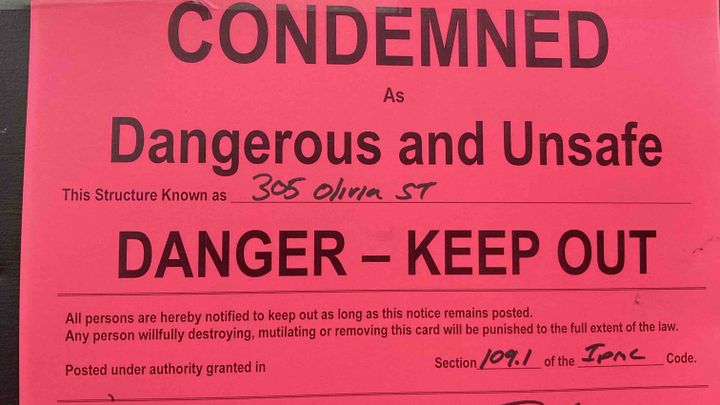 CONDEMNED
As
Dangerous and Unsafe
This Structure Known as 305 Olivia ST
DANGER – KEEP OUT
All persons are hereby notified to keep out as long as this notice remains posted.
Any person willfully destroying, mutilating or removing this card will be punished to the full extent of the law.
Posted under authority granted in Section 109.1 of the Ipmc Code.